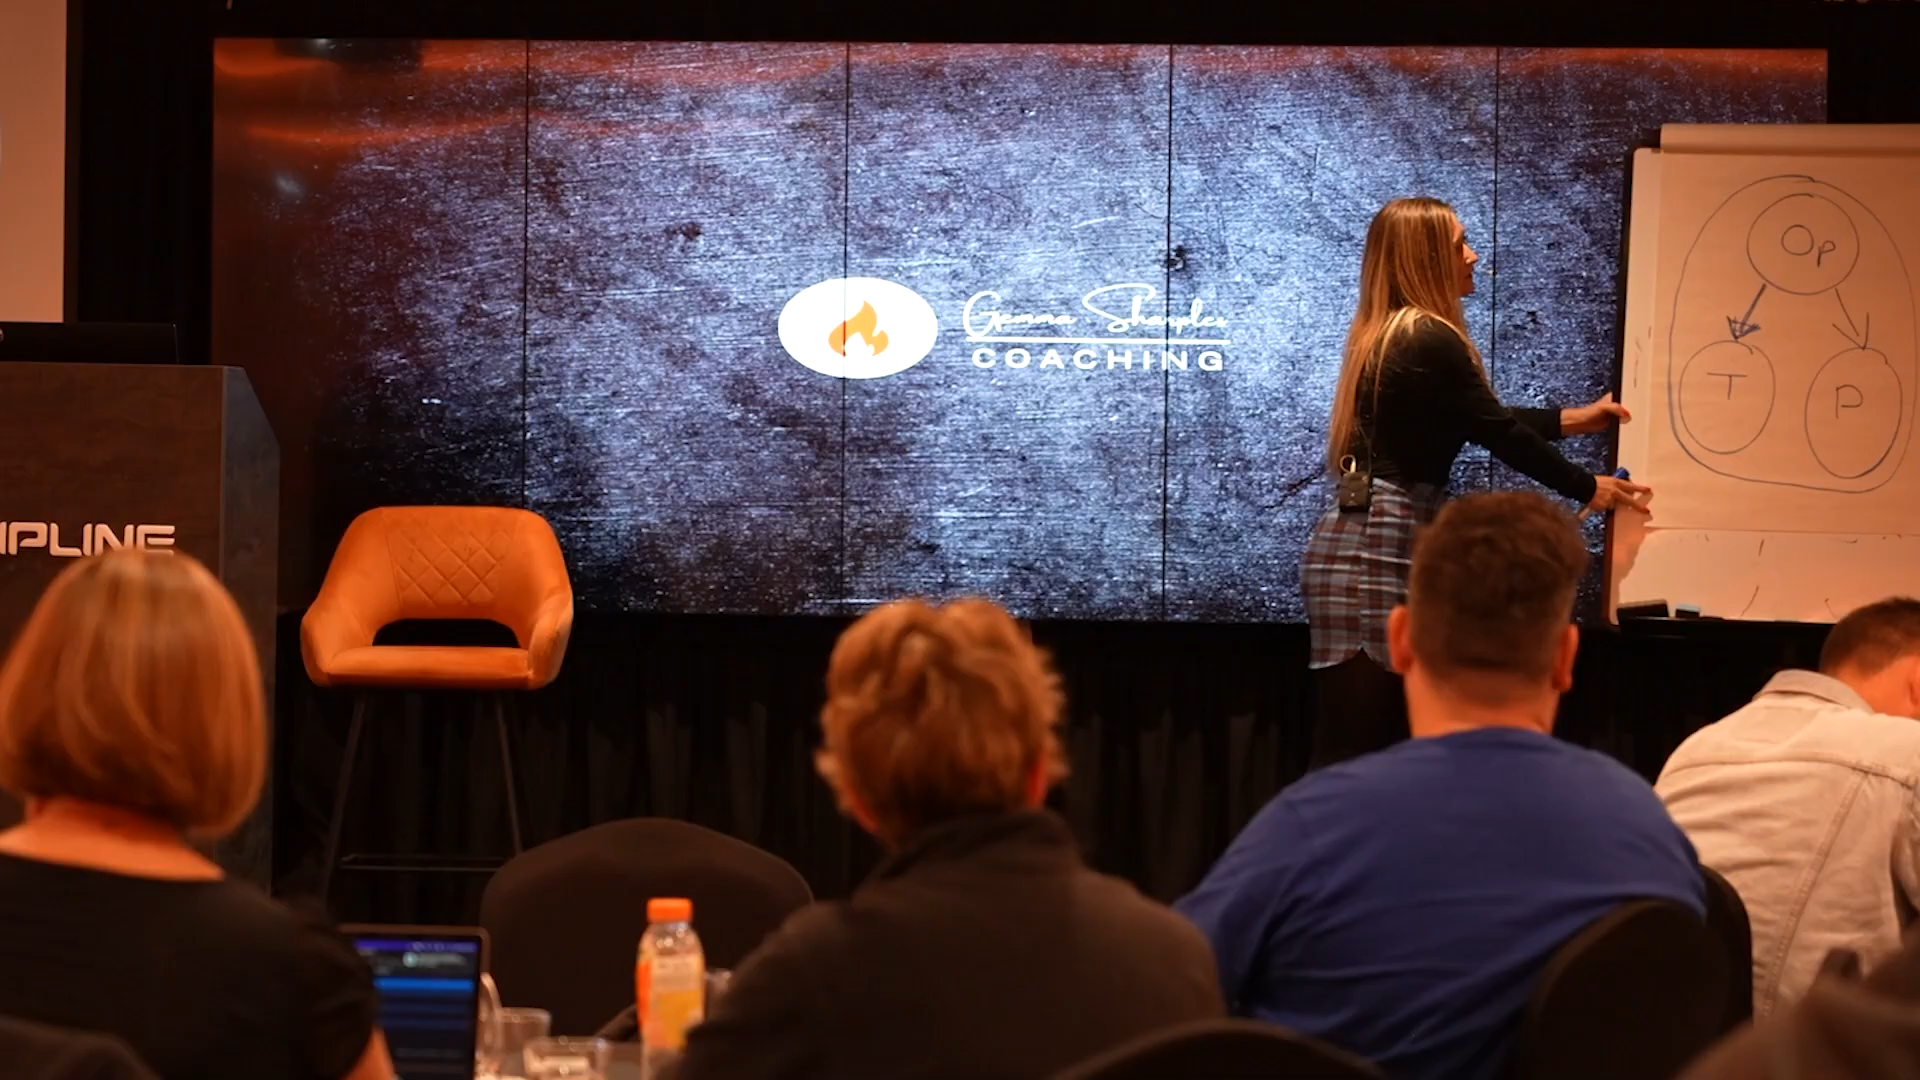 Gemma Sharples
COACHING
Op
T
P
IPLINE